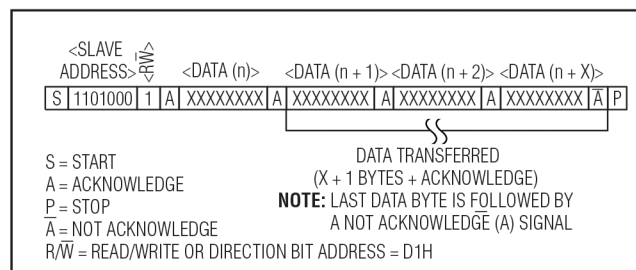 <SLAVE
ADDRESS> <RW̅> <DATA (n)> <DATA (n + 1)> <DATA (n + 2)> <DATA (n + X)>
S 1101000 1 A XXXXXXXX A XXXXXXXX A XXXXXXXX A XXXXXXXX A̅ P
S = START
A = ACKNOWLEDGE
P = STOP
A̅ = NOT ACKNOWLEDGE
R/W̅ = READ/WRITE OR DIRECTION BIT ADDRESS = D1H
DATA TRANSFERRED
(X + 1 BYTES + ACKNOWLEDGE)
NOTE: LAST DATA BYTE IS FOLLOWED BY
A NOT ACKNOWLEDGE (A̅) SIGNAL